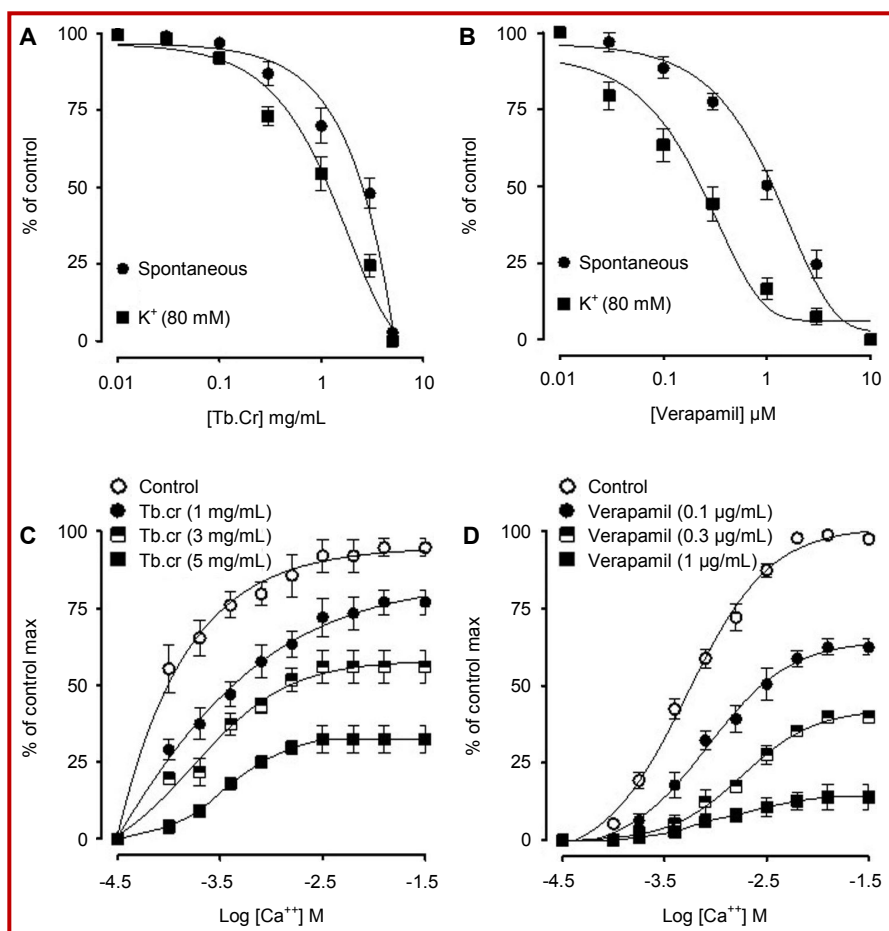 A
100
75
50
25
0
% of control
Spontaneous
K+ (80 mM)
0.01 0.1 1 10
[Tb.Cr] mg/mL
B
100
75
50
25
0
% of control
Spontaneous
K+ (80 mM)
0.01 0.1 1 10
[Verapamil] µM
C
Control
Tb.cr (1 mg/mL)
Tb.cr (3 mg/mL)
Tb.cr (5 mg/mL)
100
75
50
25
0
% of control max
-4.5 -3.5 -2.5 -1.5
Log [Ca++] M
D
Control
Verapamil (0.1 µg/mL)
Verapamil (0.3 µg/mL)
Verapamil (1 µg/mL)
100
75
50
25
0
% of control max
-4.5 -3.5 -2.5 -1.5
Log [Ca++] M